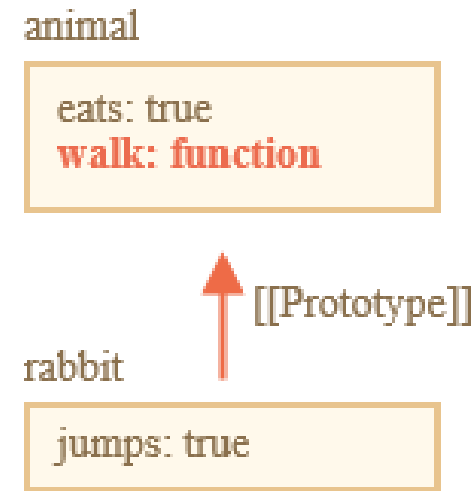 animal
eats: true
walk: function
[[Prototype]]
rabbit
jumps: true